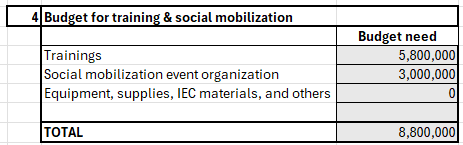 4 Budget for training & social mobilization
Budget need
Trainings 5,800,000
Social mobilization event organization 3,000,000
Equipment, supplies, IEC materials, and others 0
TOTAL 8,800,000